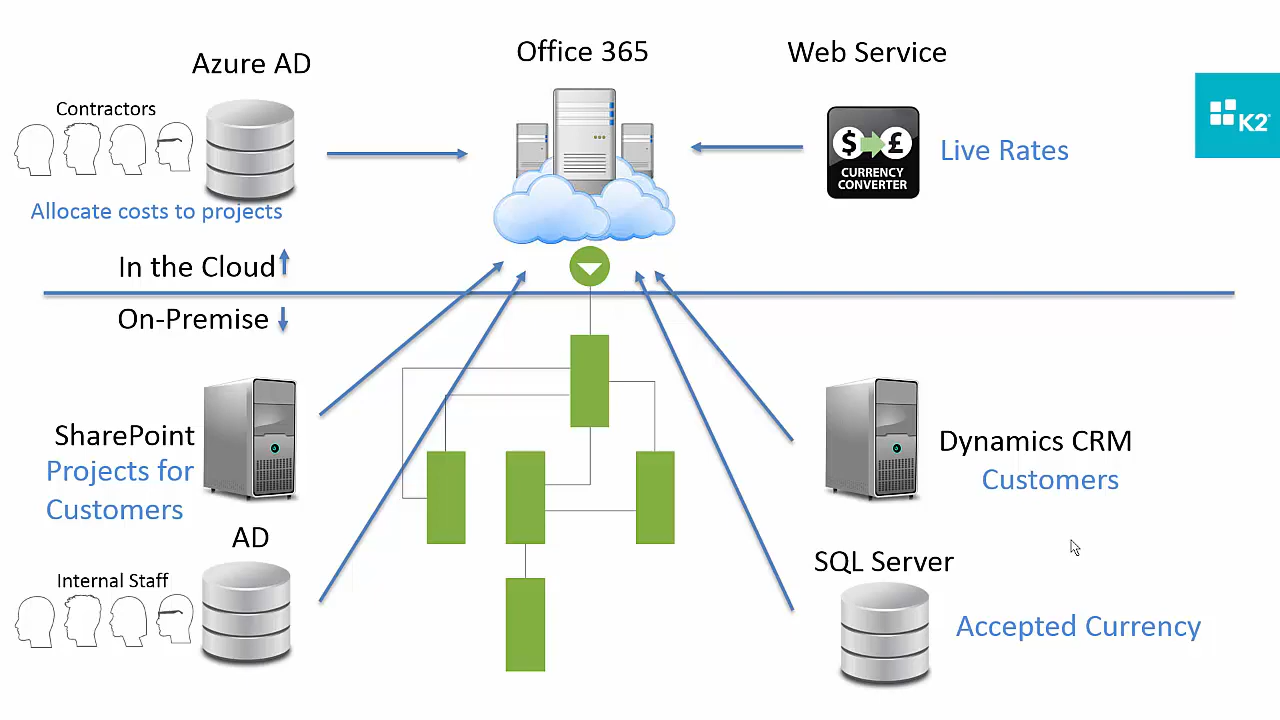 Azure AD
Office 365
Web Service
Contractors
$
£
CURRENCY
CONVERTER
Live Rates
K2
Allocate costs to projects
In the Cloud
On-Premise
SharePoint
Projects for
Customers
Dynamics CRM
Customers
AD
Internal Staff
SQL Server
Accepted Currency